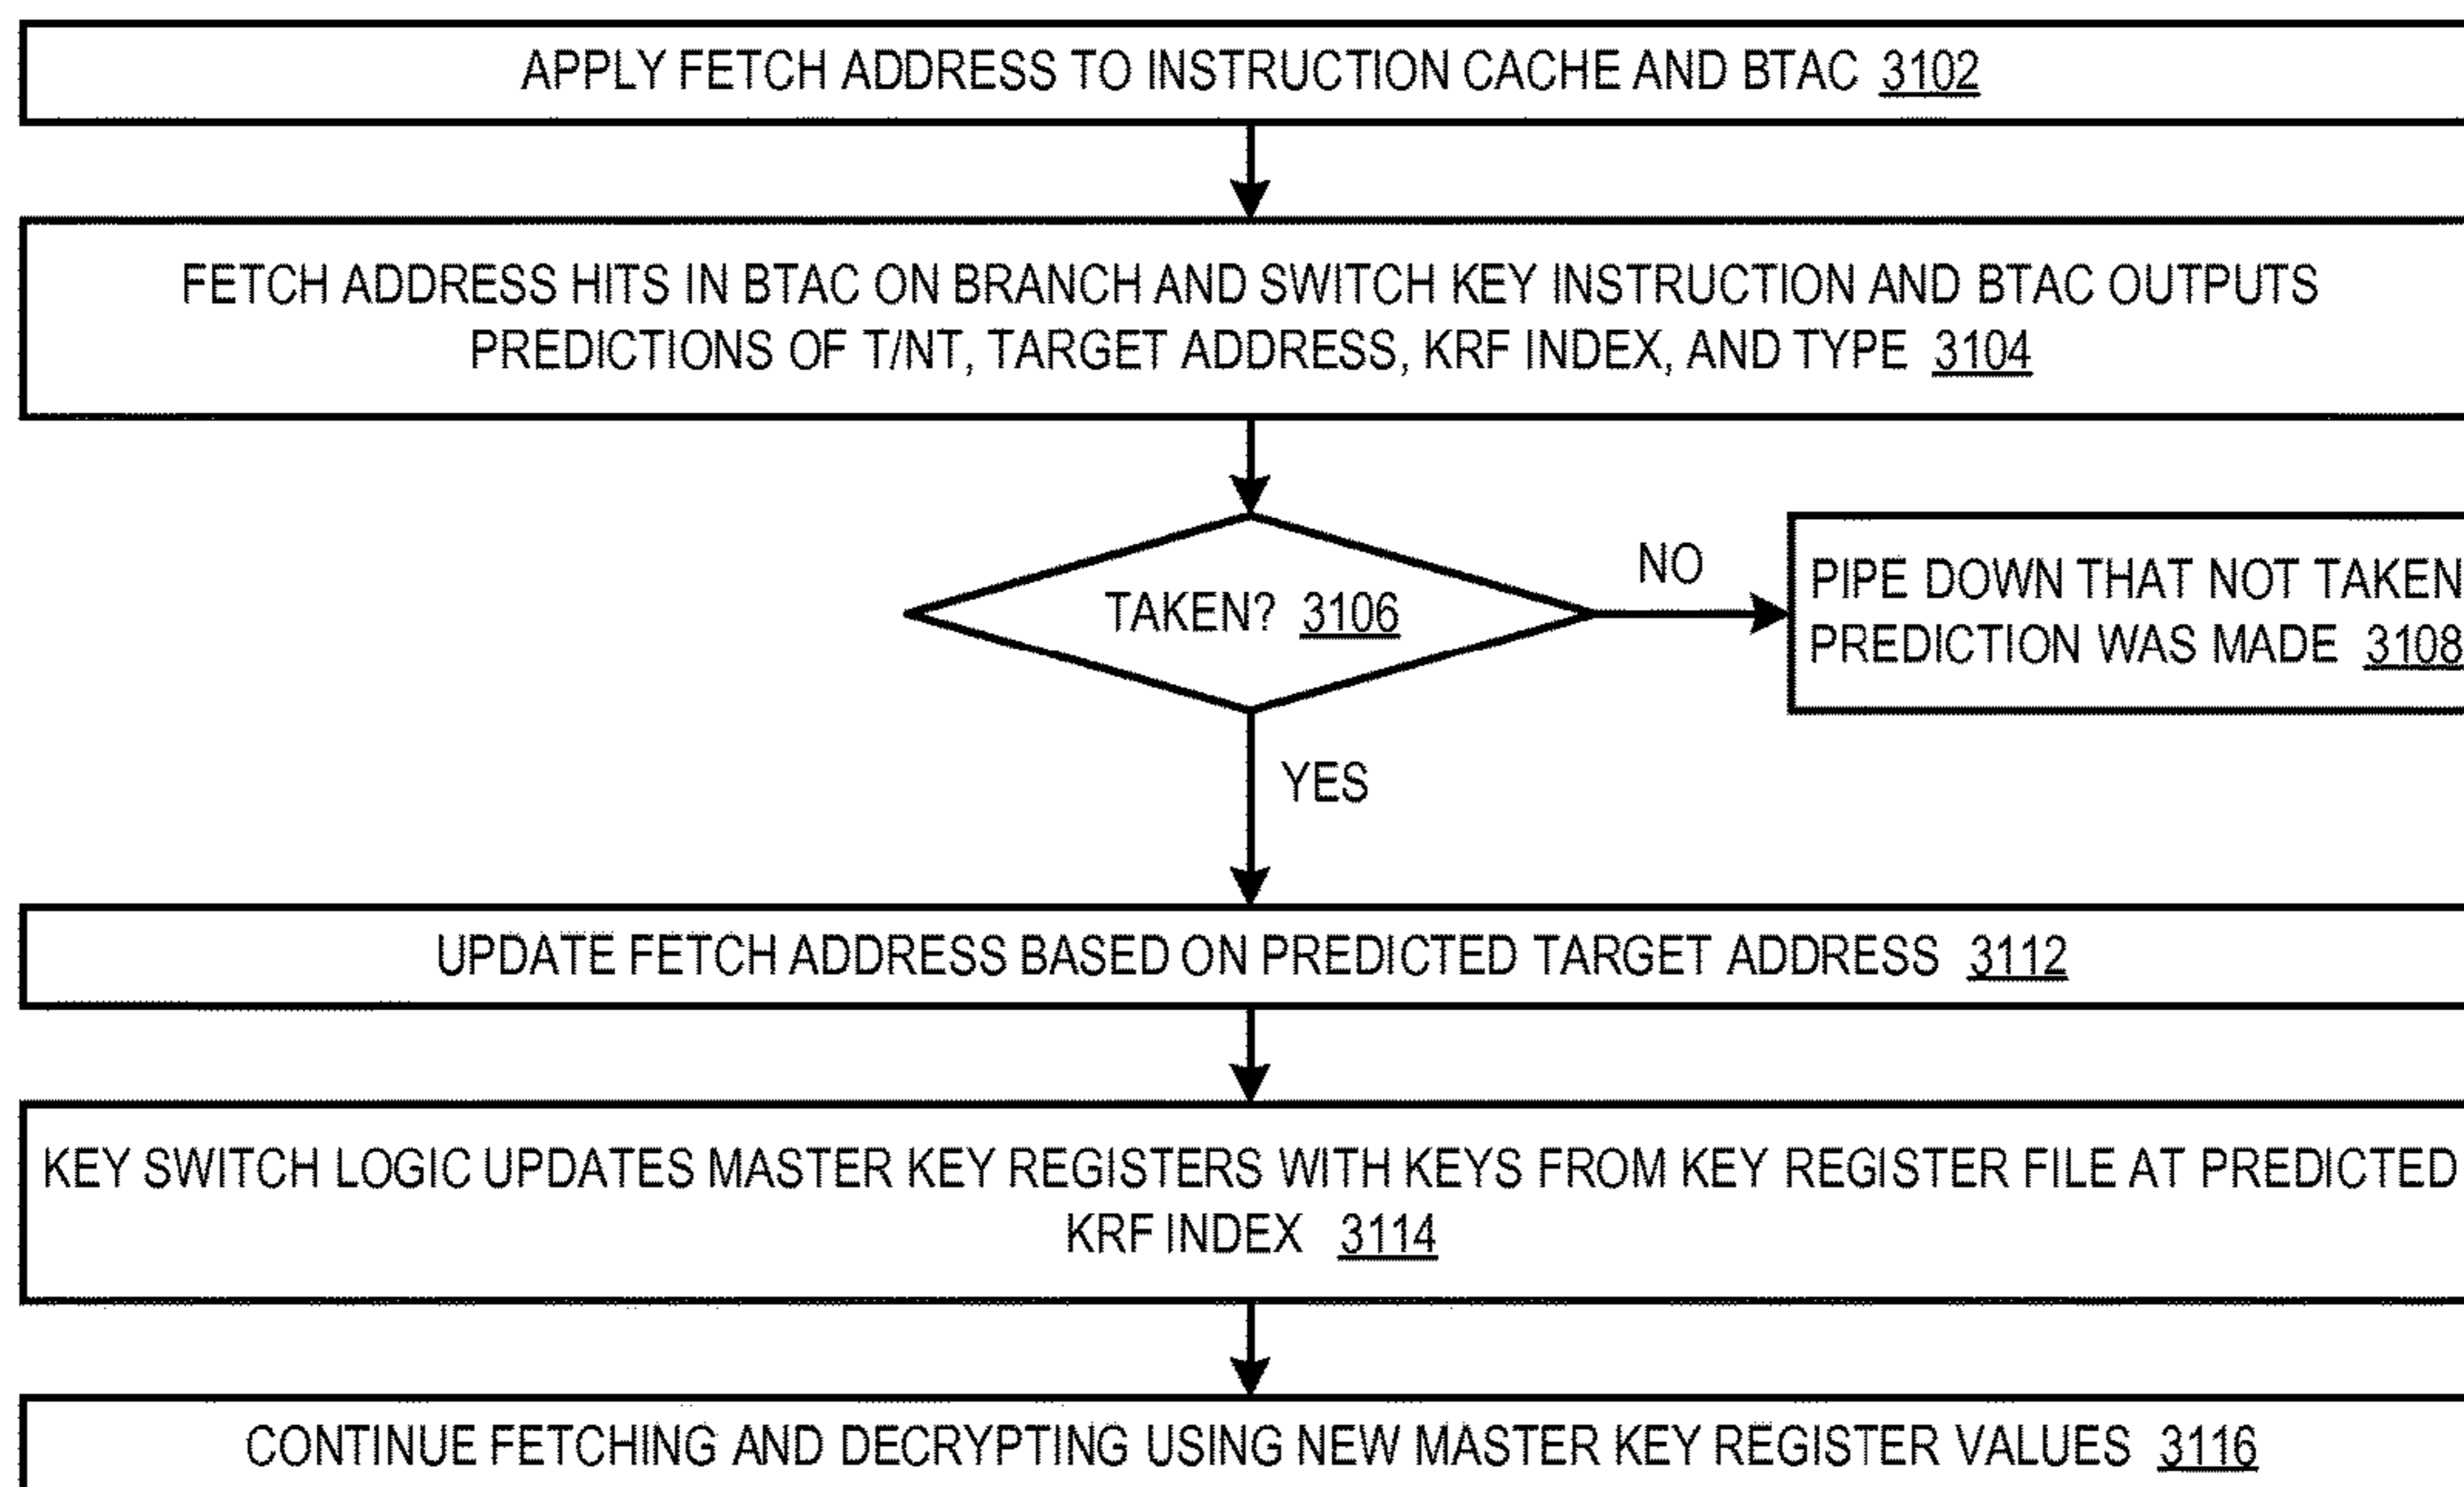 APPLY FETCH ADDRESS TO INSTRUCTION CACHE AND BTAC 3102
FETCH ADDRESS HITS IN BTAC ON BRANCH AND SWITCH KEY INSTRUCTION AND BTAC OUTPUTS
PREDICTIONS OF T/NT, TARGET ADDRESS, KRF INDEX, AND TYPE 3104
TAKEN? 3106
NO
PIPE DOWN THAT NOT TAKEN
PREDICTION WAS MADE 3108
YES
UPDATE FETCH ADDRESS BASED ON PREDICTED TARGET ADDRESS 3112
KEY SWITCH LOGIC UPDATES MASTER KEY REGISTERS WITH KEYS FROM KEY REGISTER FILE AT PREDICTED
KRF INDEX 3114
CONTINUE FETCHING AND DECRYPTING USING NEW MASTER KEY REGISTER VALUES 3116